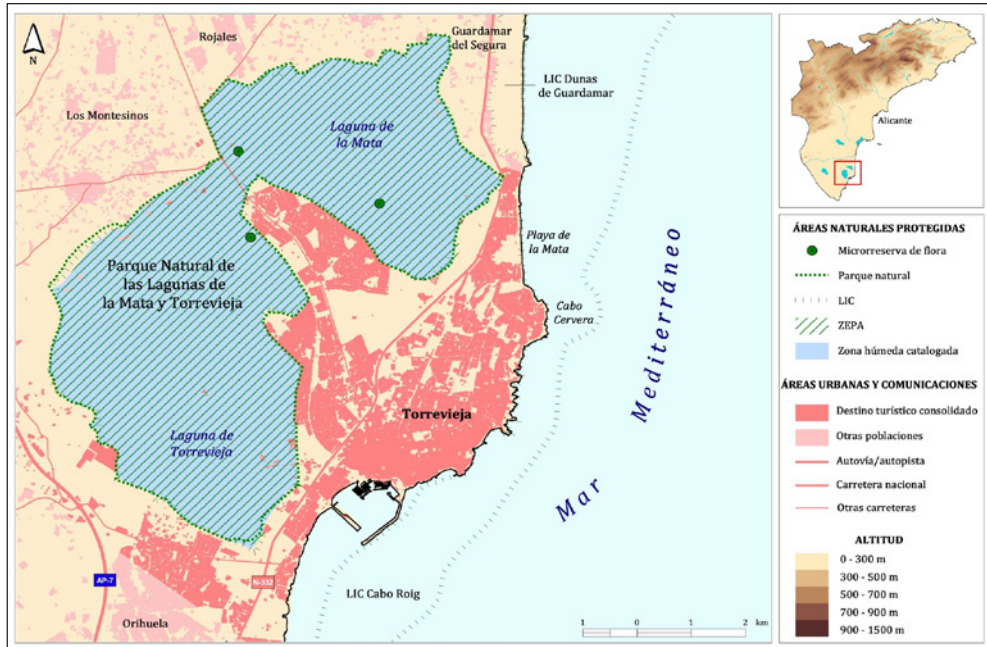 N
Rojales
Guardamar
del Segura
LIC Dunas
de Guardamar
Los Montesinos
Laguna de
la Mata
Playa de
la Mata
Parque Natural de
las Lagunas de
la Mata y Torrevieja
Cabo
Cervera
Mar Mediterráneo
Torrevieja
Laguna de
Torrevieja
AP-7
N-332
LIC Cabo Roig
Orihuela
1 0 1 2
km
Alicante
ÁREAS NATURALES PROTEGIDAS
Microrreserva de flora
Parque natural
LIC
ZEPA
Zona húmeda catalogada
ÁREAS URBANAS Y COMUNICACIONES
Destino turístico consolidado
Otras poblaciones
Autovía/autopista
Carretera nacional
Otras carreteras
ALTITUD
0 - 300 m
300 - 500 m
500 - 700 m
700 - 900 m
900 - 1500 m